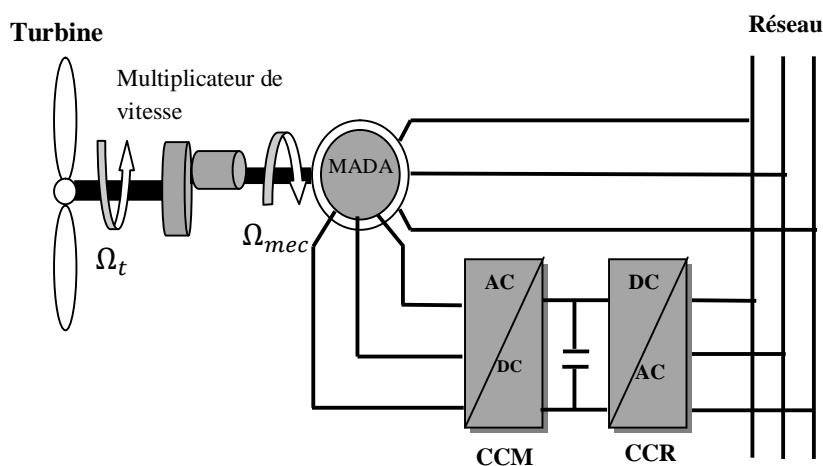 Turbine
Réseau
Multiplicateur de
vitesse
MADA
Ω_t
Ω_mec
AC
DC
DC
AC
CCM
CCR